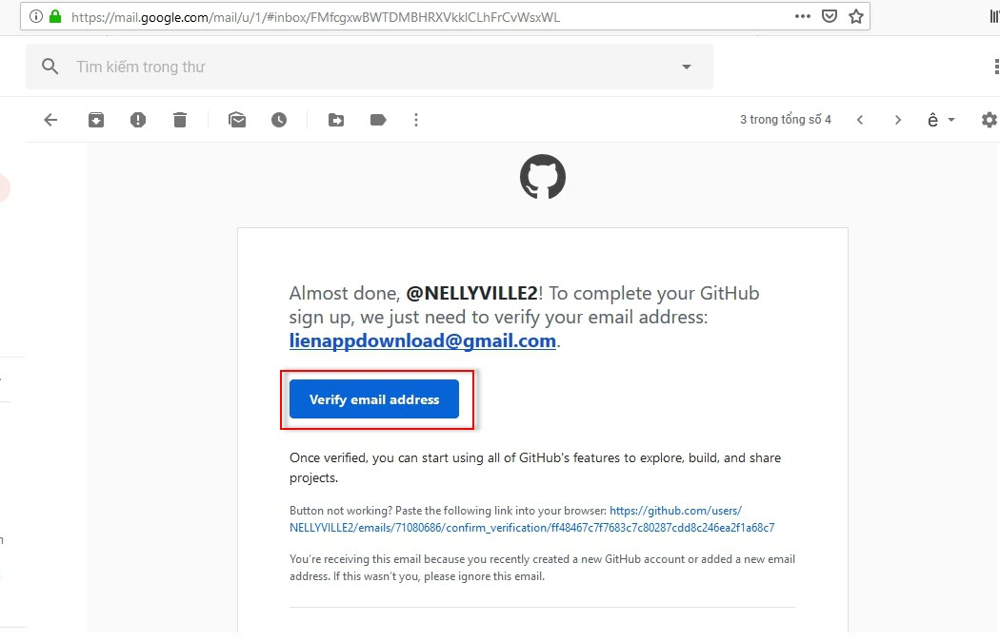 https://mail.google.com/mail/u/1/#inbox/FMfcgxwBWTDMBHRXVkklCLhFrCvWsxWL
Tìm kiếm trong thư
3 trong tổng số 4
ê
Almost done, @NELLYVILLE2! To complete your GitHub
sign up, we just need to verify your email address:
lienappdownload@gmail.com.
Verify email address
Once verified, you can start using all of GitHub's features to explore, build, and share
projects.
Button not working? Paste the following link into your browser: https://github.com/users/
NELLYVILLE2/emails/71080686/confirm_verification/ff48467c7f7683c7c80287cdd8c246ea2f1a68c7
You're receiving this email because you recently created a new GitHub account or added a new email
address. If this wasn't you, please ignore this email.